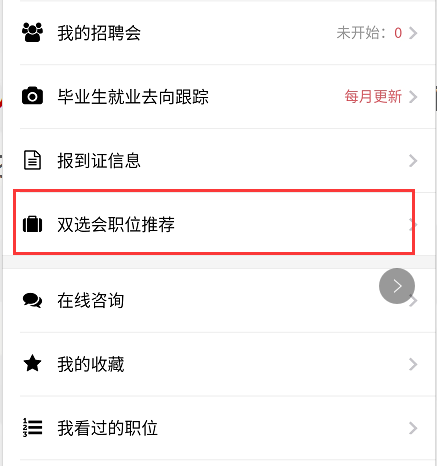 我的招聘会 未开始：0
毕业生就业去向跟踪 每月更新
报到证信息
双选会职位推荐
在线咨询
我的收藏
我看过的职位